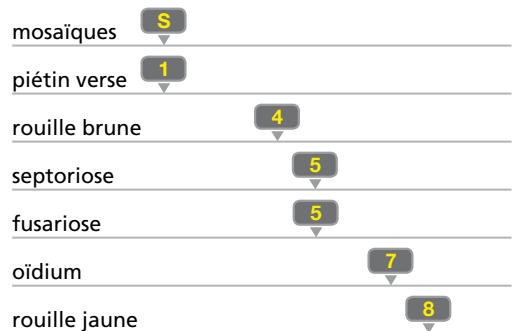 mosaïques S
piétin verse 1
rouille brune 4
septoriose 5
fusariose 5
oïdium 7
rouille jaune 8